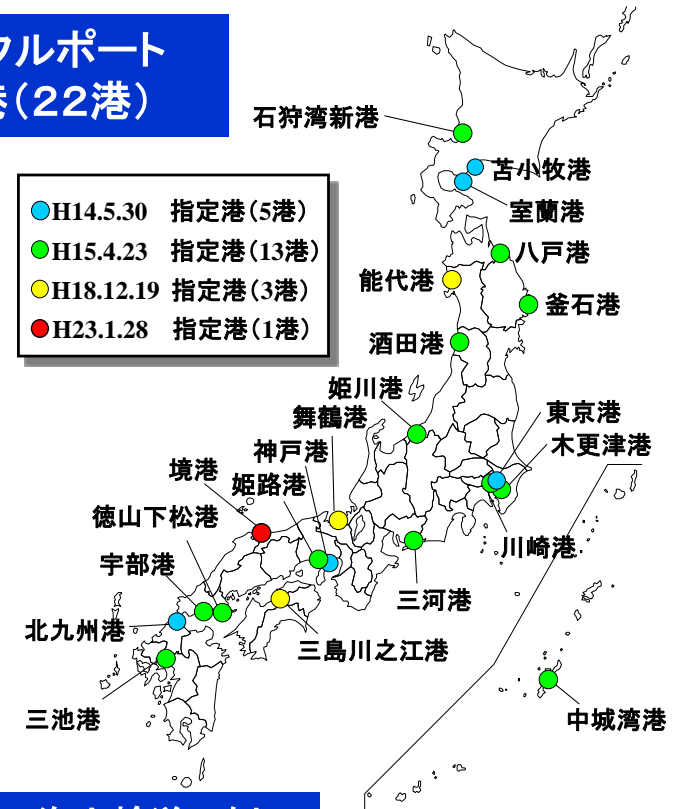 クルポート
港（２２港）
石狩湾新港
苫小牧港
室蘭港
H14.5.30 指定港（5港）
H15.4.23 指定港（13港）
H18.12.19 指定港（3港）
H23.1.28 指定港（1港）
八戸港
能代港
釜石港
酒田港
姫川港
舞鶴港
東京港
神戸港
木更津港
境港
姫路港
徳山下松港
川崎港
宇部港
三河港
北九州港
三島川之江港
三池港
中城湾港